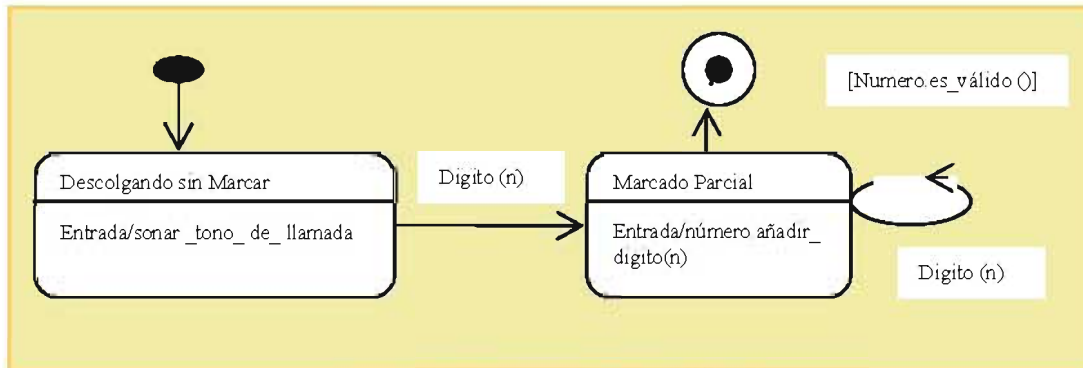 [Numero.es_válido ()]
Descolgando sin Marcar
Digito (n)
Marcado Parcial
Entrada/sonar _tono_ de_ llamada
Entrada/número añadir_
digito(n)
Digito (n)